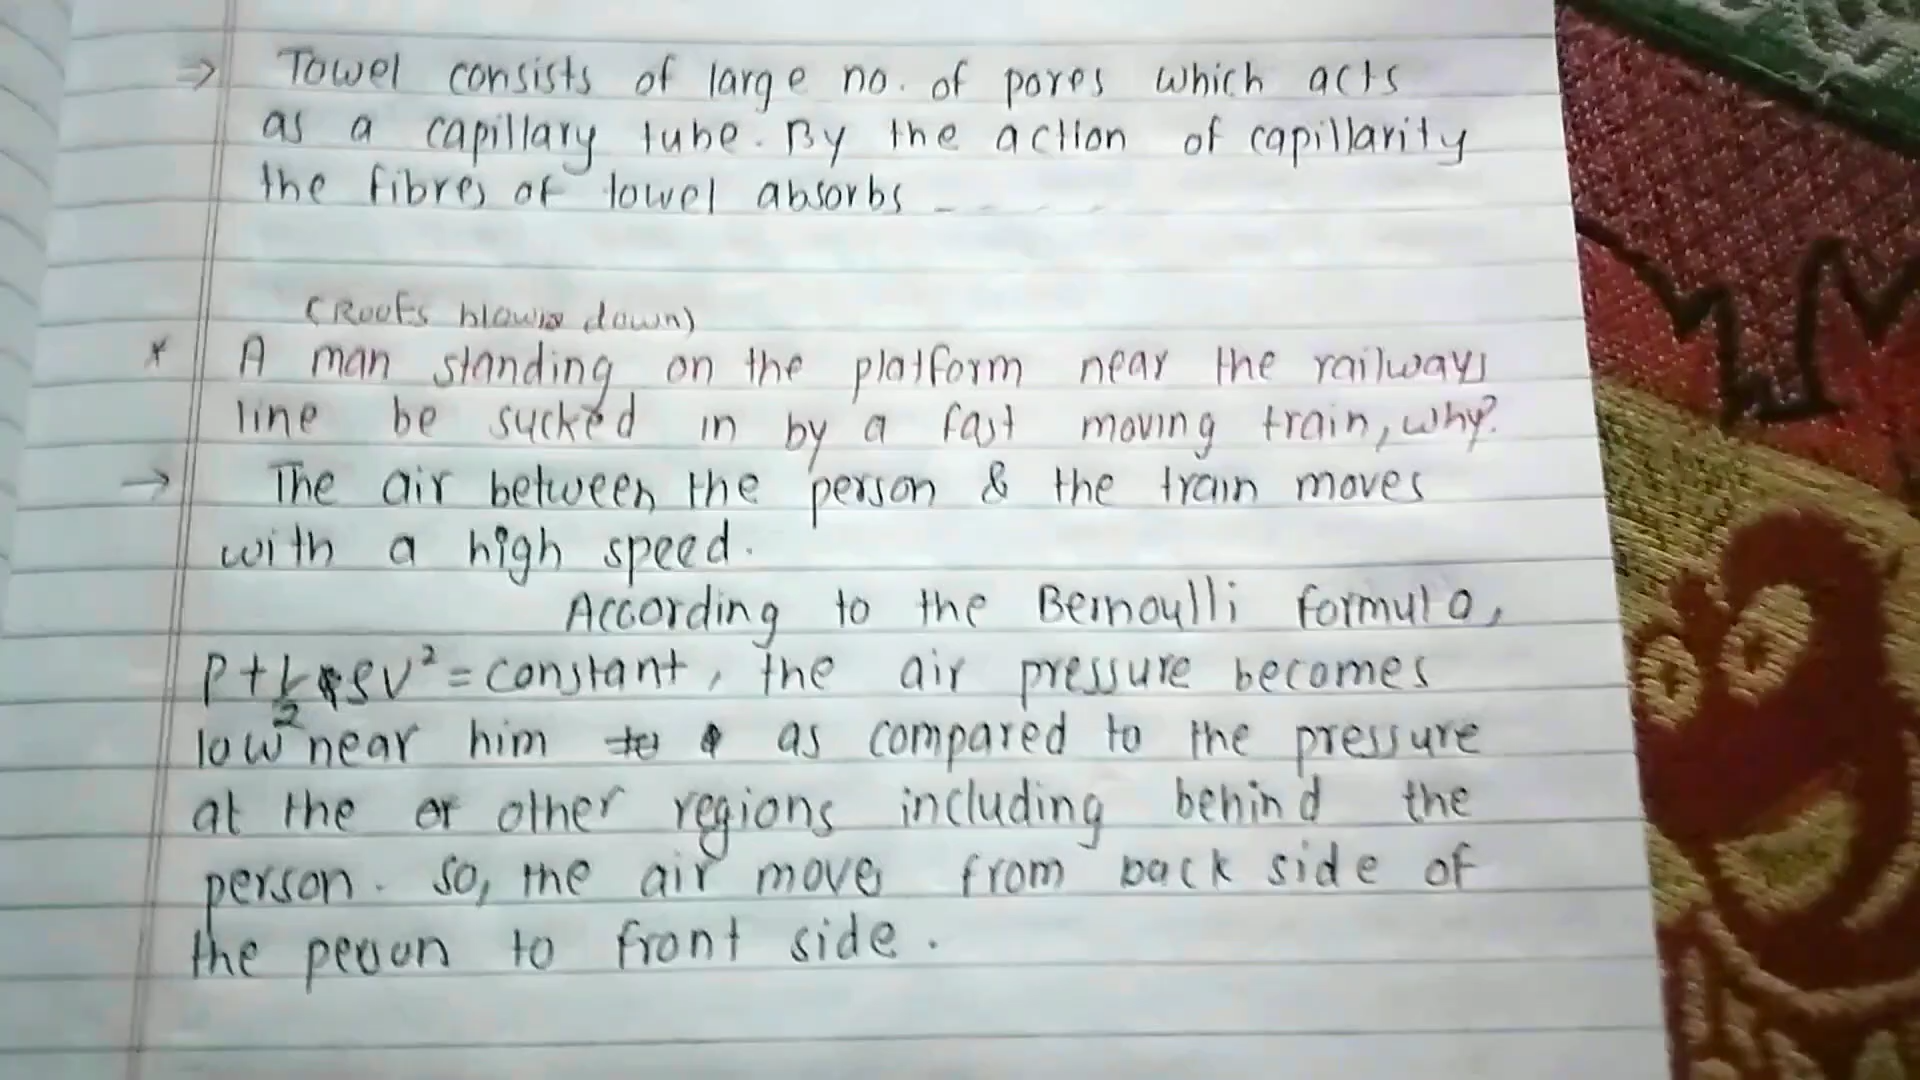 ⇒ Towel consists of large no. of pores which acts
as a capillary tube. By the action of capillarity
the fibres of towel absorbs - - - - -
(Roofs blown down)
* A man standing on the platform near the railways
line be sucked in by a fast moving train, why?
→ The air between the person & the train moves
with a high speed.
According to the Bernoulli formula,
P + 1/2 ρv² = constant, the air pressure becomes
low near him as compared to the pressure
at the or other regions including behind the
person. so, the air moves from back side of
the person to front side.